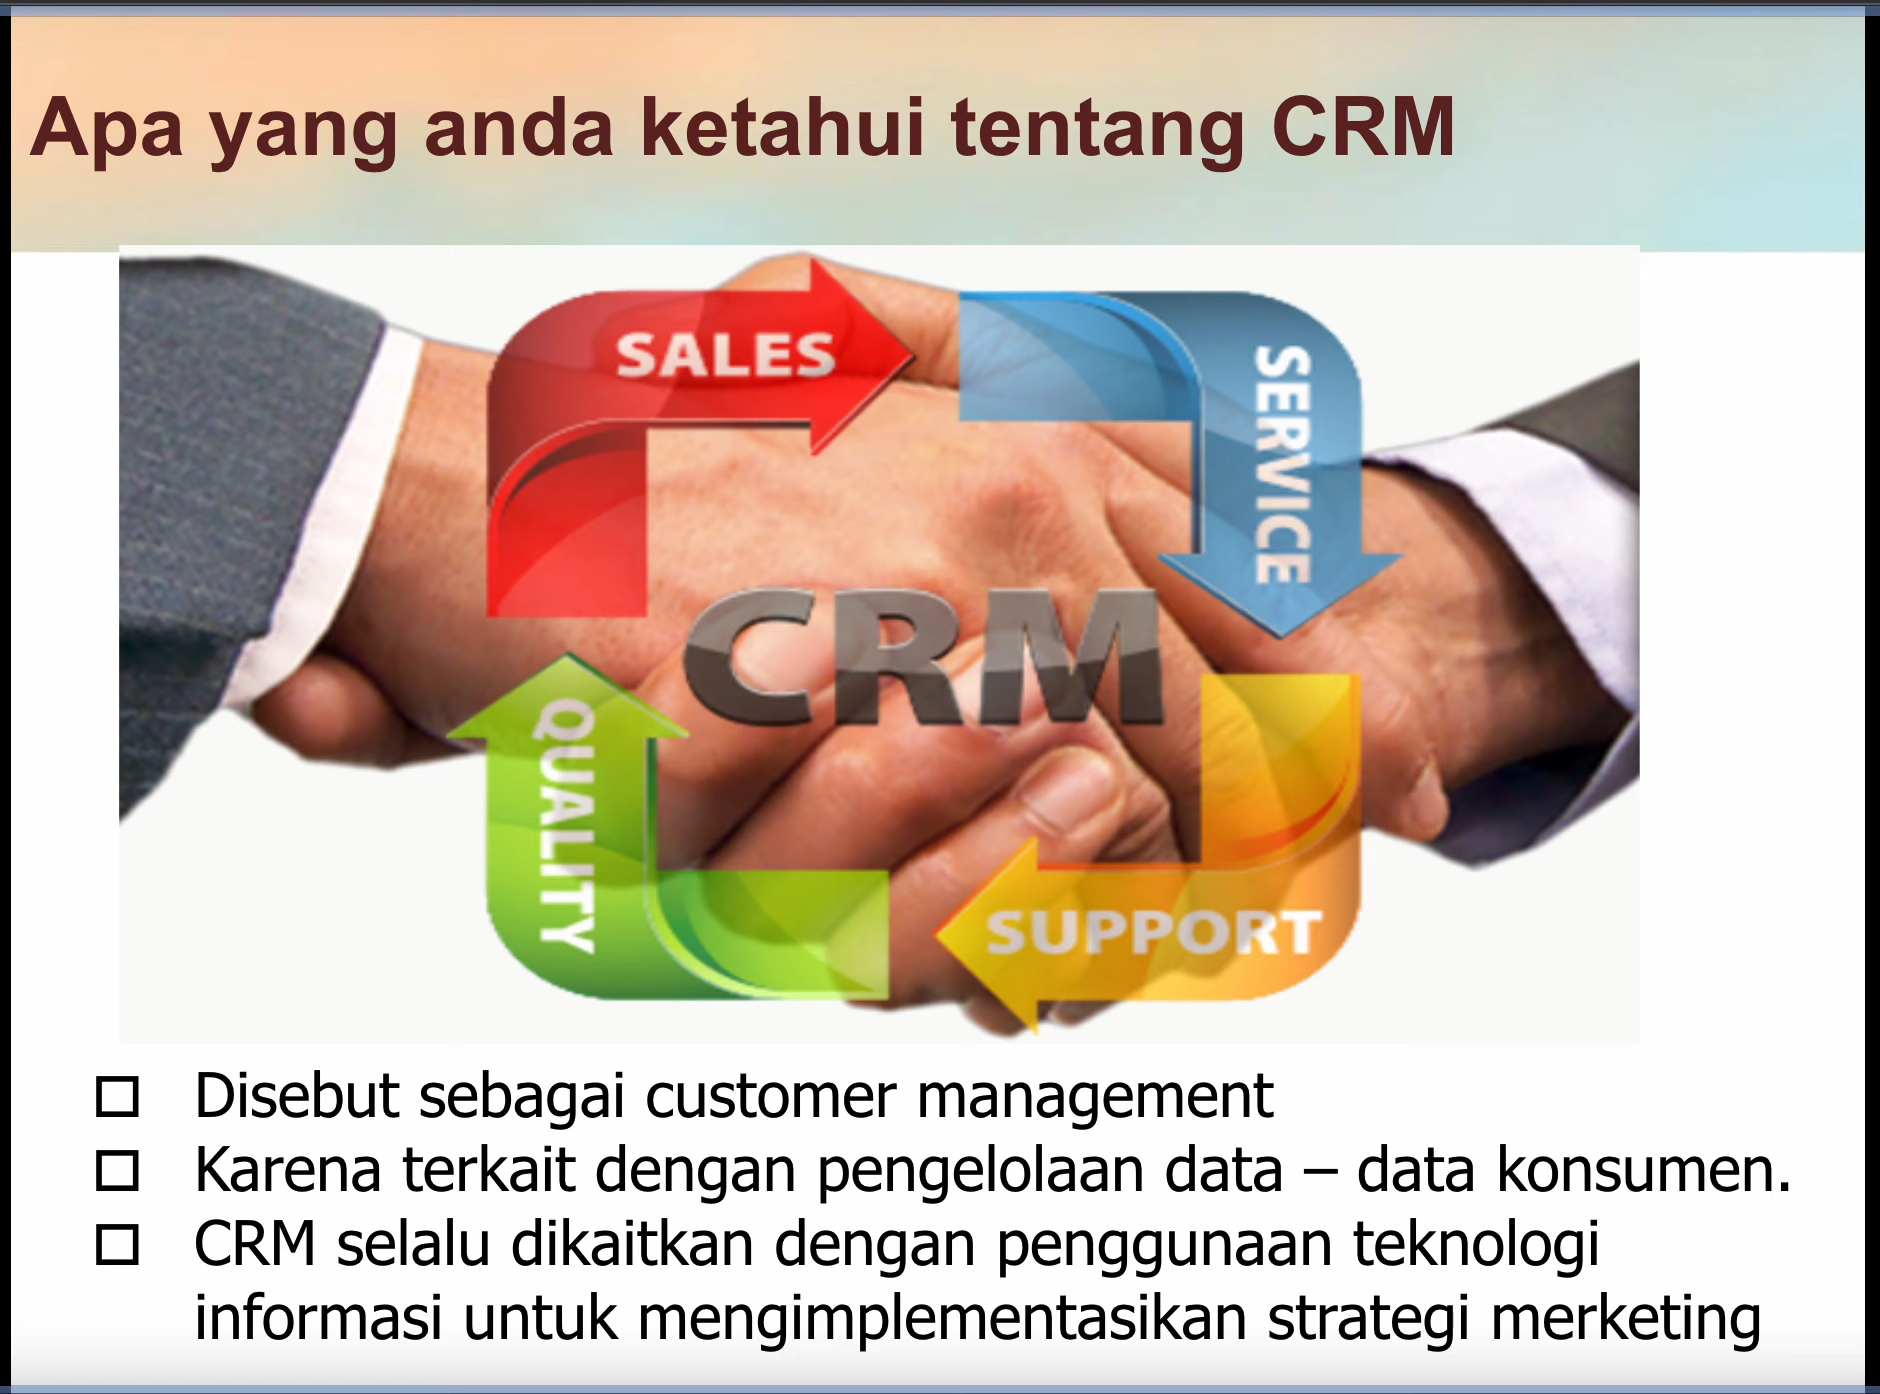 Apa yang anda ketahui tentang CRM
SALES
SERVICE
CRM
QUALITY
SUPPORT
Disebut sebagai customer management
Karena terkait dengan pengelolaan data – data konsumen.
CRM selalu dikaitkan dengan penggunaan teknologi
informasi untuk mengimplementasikan strategi merketing